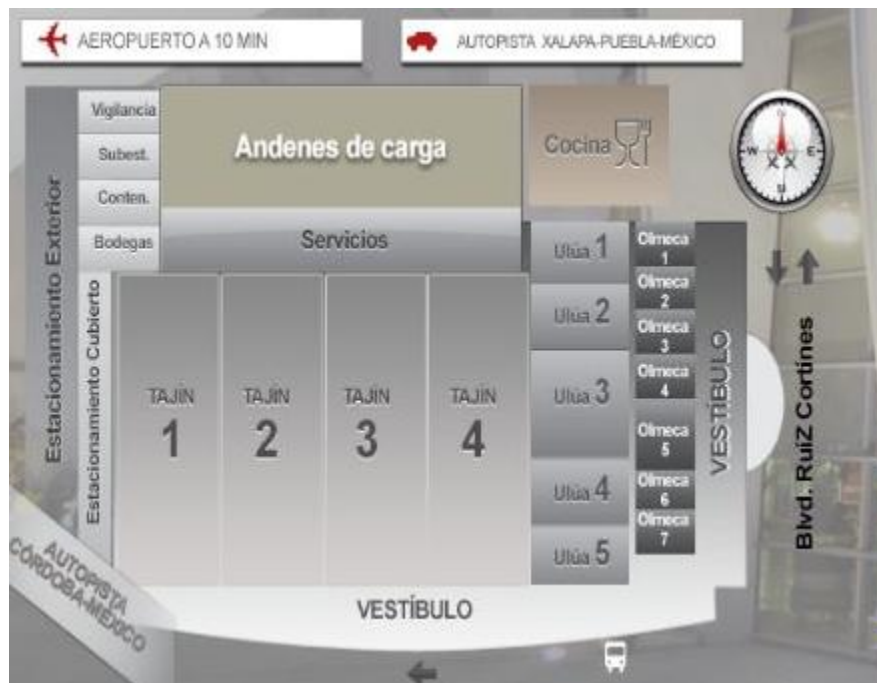 AEROPUERTO A 10 MIN
AUTOPISTA XALAPA-PUEBLA-MÉXICO
Vigilancia
Subest.
Conten.
Bodegas
Andenes de carga
Cocina
Servicios
W
E
Estacionamiento Exterior
Estacionamiento Cubierto
TAJÍN
1
TAJÍN
2
TAJÍN
3
TAJÍN
4
Ulúa 1
Ulúa 2
Ulúa 3
Ulúa 4
Ulúa 5
Olmeca
1
Olmeca
2
Olmeca
3
Olmeca
4
Olmeca
5
Olmeca
6
Olmeca
7
VESTÍBULO
Blvd. RuíZ Cortines
AUTOPISTA
CÓRDOBA-MÉXICO
VESTÍBULO